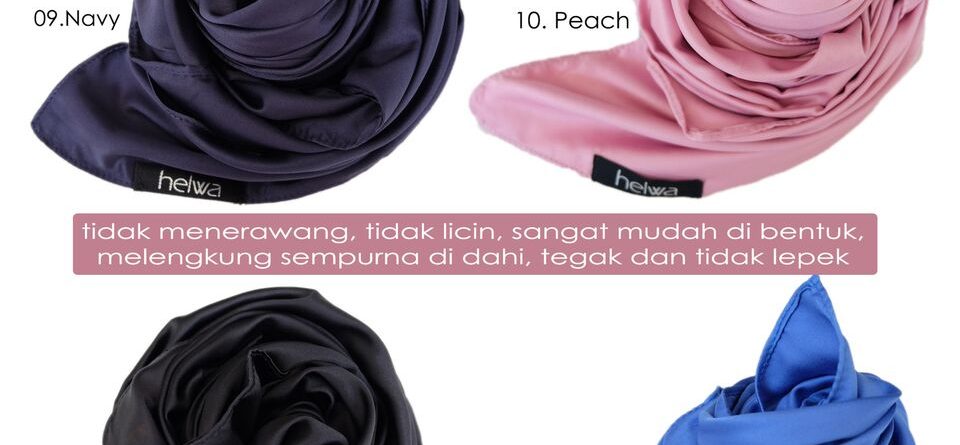 09.Navy
10. Peach
helwa
helwa
tidak menerawang, tidak licin, sangat mudah di bentuk,
melengkung sempurna di dahi, tegak dan tidak lepek